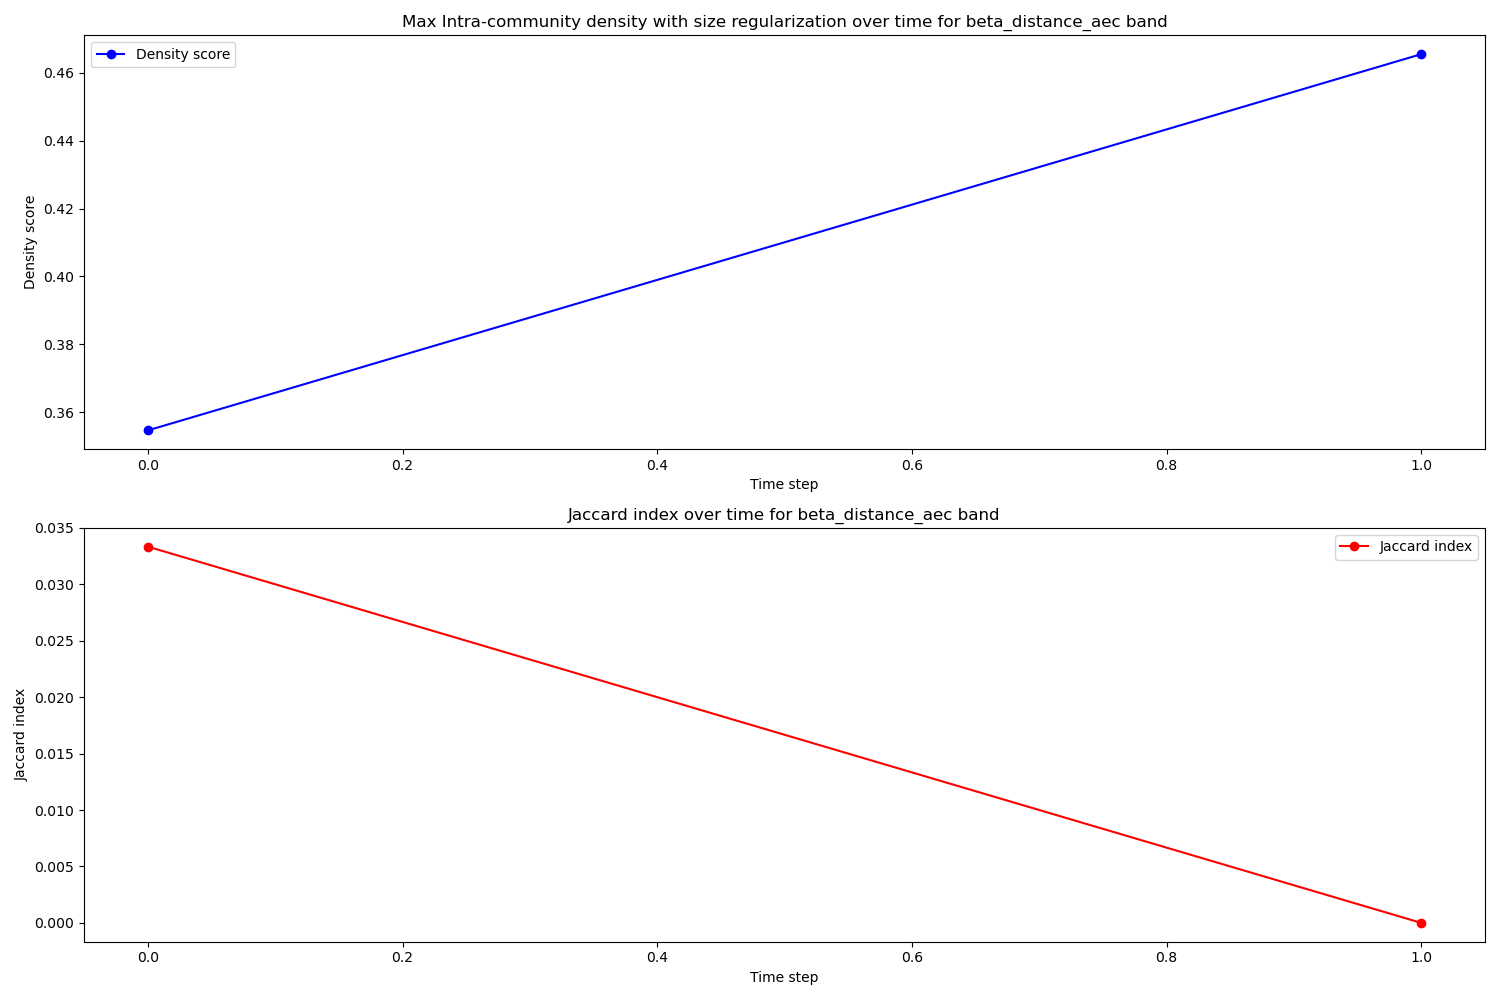 Max Intra-community density with size regularization over time for beta_distance_aec band
Density score
0.46
0.44
0.42
0.40
0.38
0.36
Density score
0.0 0.2 0.4 0.6 0.8 1.0
Time step
Jaccard index over time for beta_distance_aec band
Jaccard index
0.035
0.030
0.025
0.020
0.015
0.010
0.005
0.000
Jaccard index
0.0 0.2 0.4 0.6 0.8 1.0
Time step